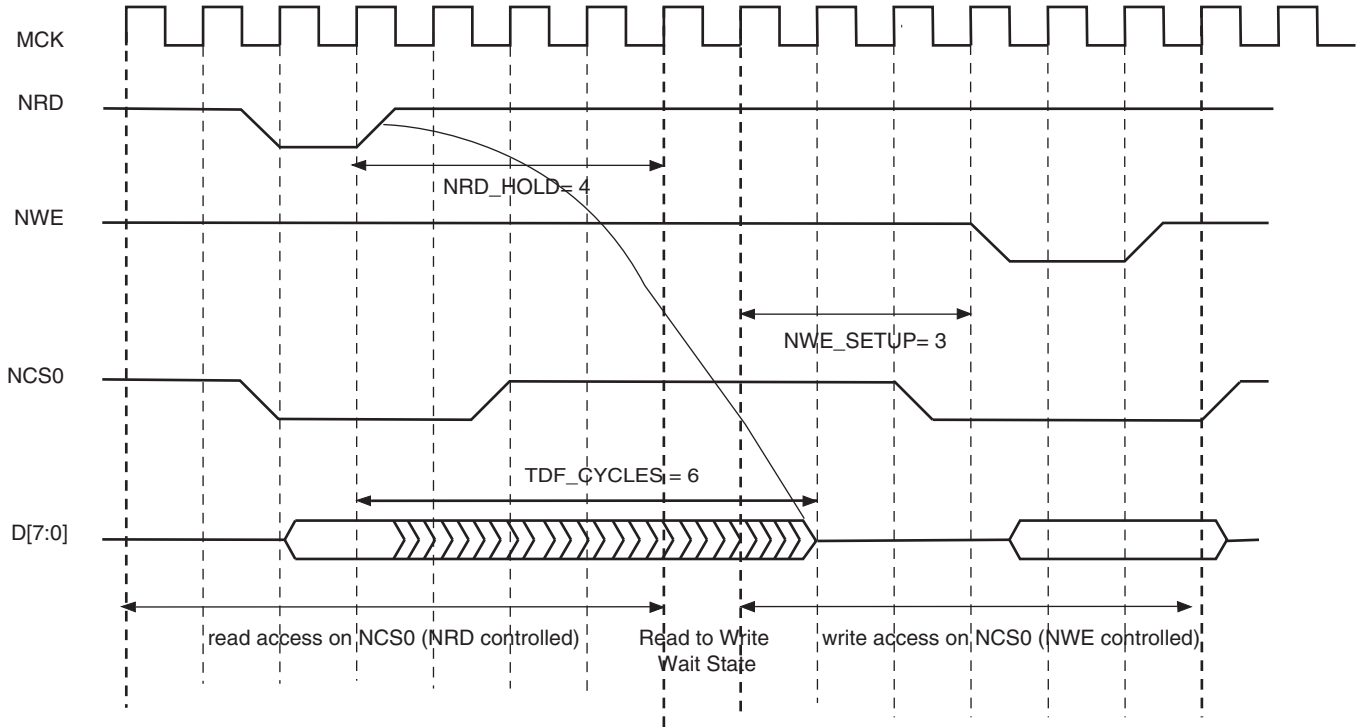 MCK
NRD
NRD_HOLD= 4
NWE
NWE_SETUP= 3
NCS0
TDF_CYCLES = 6
D[7:0]
read access on NCS0 (NRD controlled)
Read to Write
Wait State
write access on NCS0 (NWE controlled)